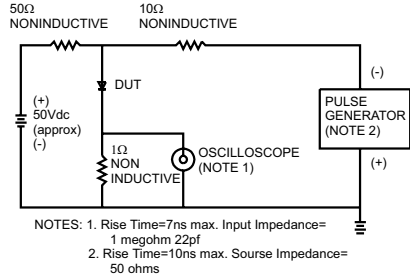 50Ω
NONINDUCTIVE
10Ω
NONINDUCTIVE
DUT
(+)
50Vdc
(approx)
(-)
1Ω
NON
INDUCTIVE
OSCILLOSCOPE
(NOTE 1)
(-)
PULSE
GENERATOR
(NOTE 2)
(+)
NOTES: 1. Rise Time=7ns max. Input Impedance=
1 megohm 22pf
2. Rise Time=10ns max. Sourse Impedance=
50 ohms